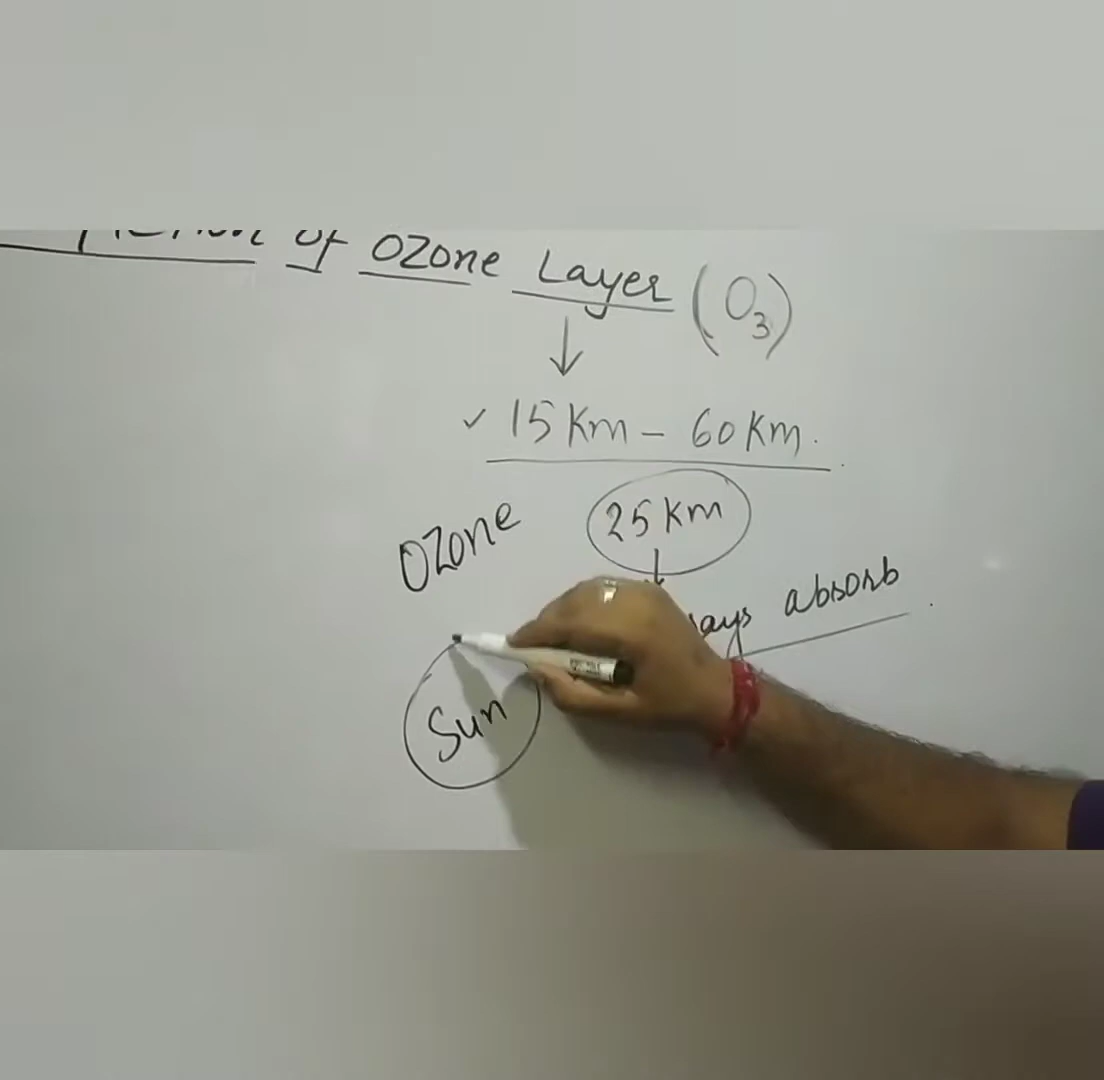 of Ozone Layer (O3)
↓
✓ 15 Km - 60 Km.
Ozone 25 Km
↓
absorb .
Sun